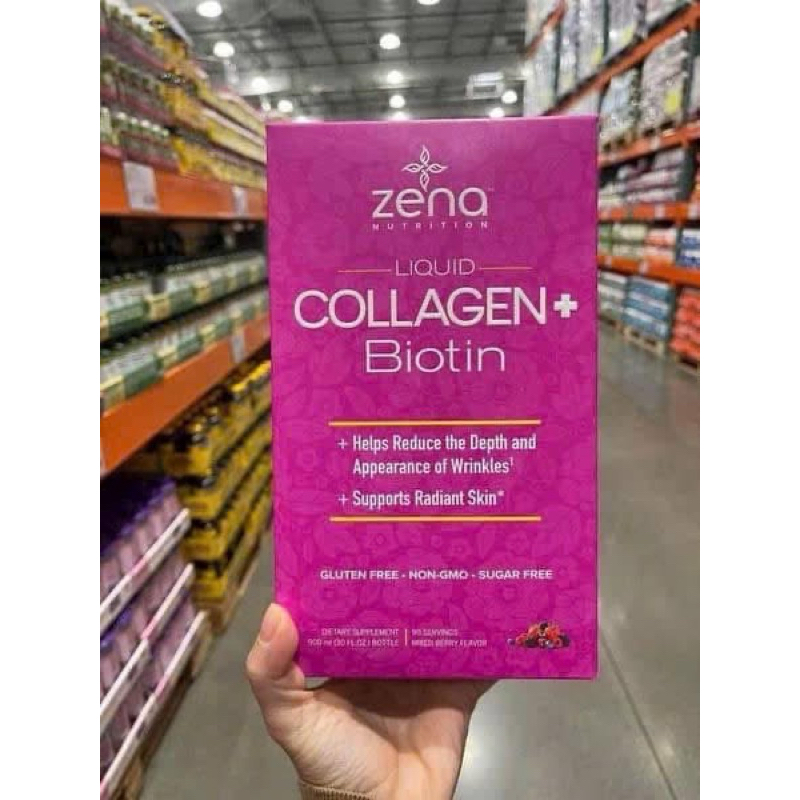 zena™
NUTRITION
LIQUID
COLLAGEN+
Biotin
+ Helps Reduce the Depth and
Appearance of Wrinkles¹
+ Supports Radiant Skin*
GLUTEN FREE - NON-GMO - SUGAR FREE
DIETARY SUPPLEMENT
900 ml (30 FL OZ) BOTTLE
90 SERVINGS
MIXED BERRY FLAVOR